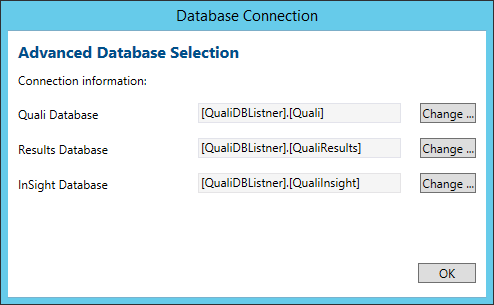 Database Connection
Advanced Database Selection
Connection information:
Quali Database [QualiDBListner].[Quali] Change ...
Results Database [QualiDBListner].[QualiResults] Change ...
InSight Database [QualiDBListner].[QualiInsight] Change ...
OK